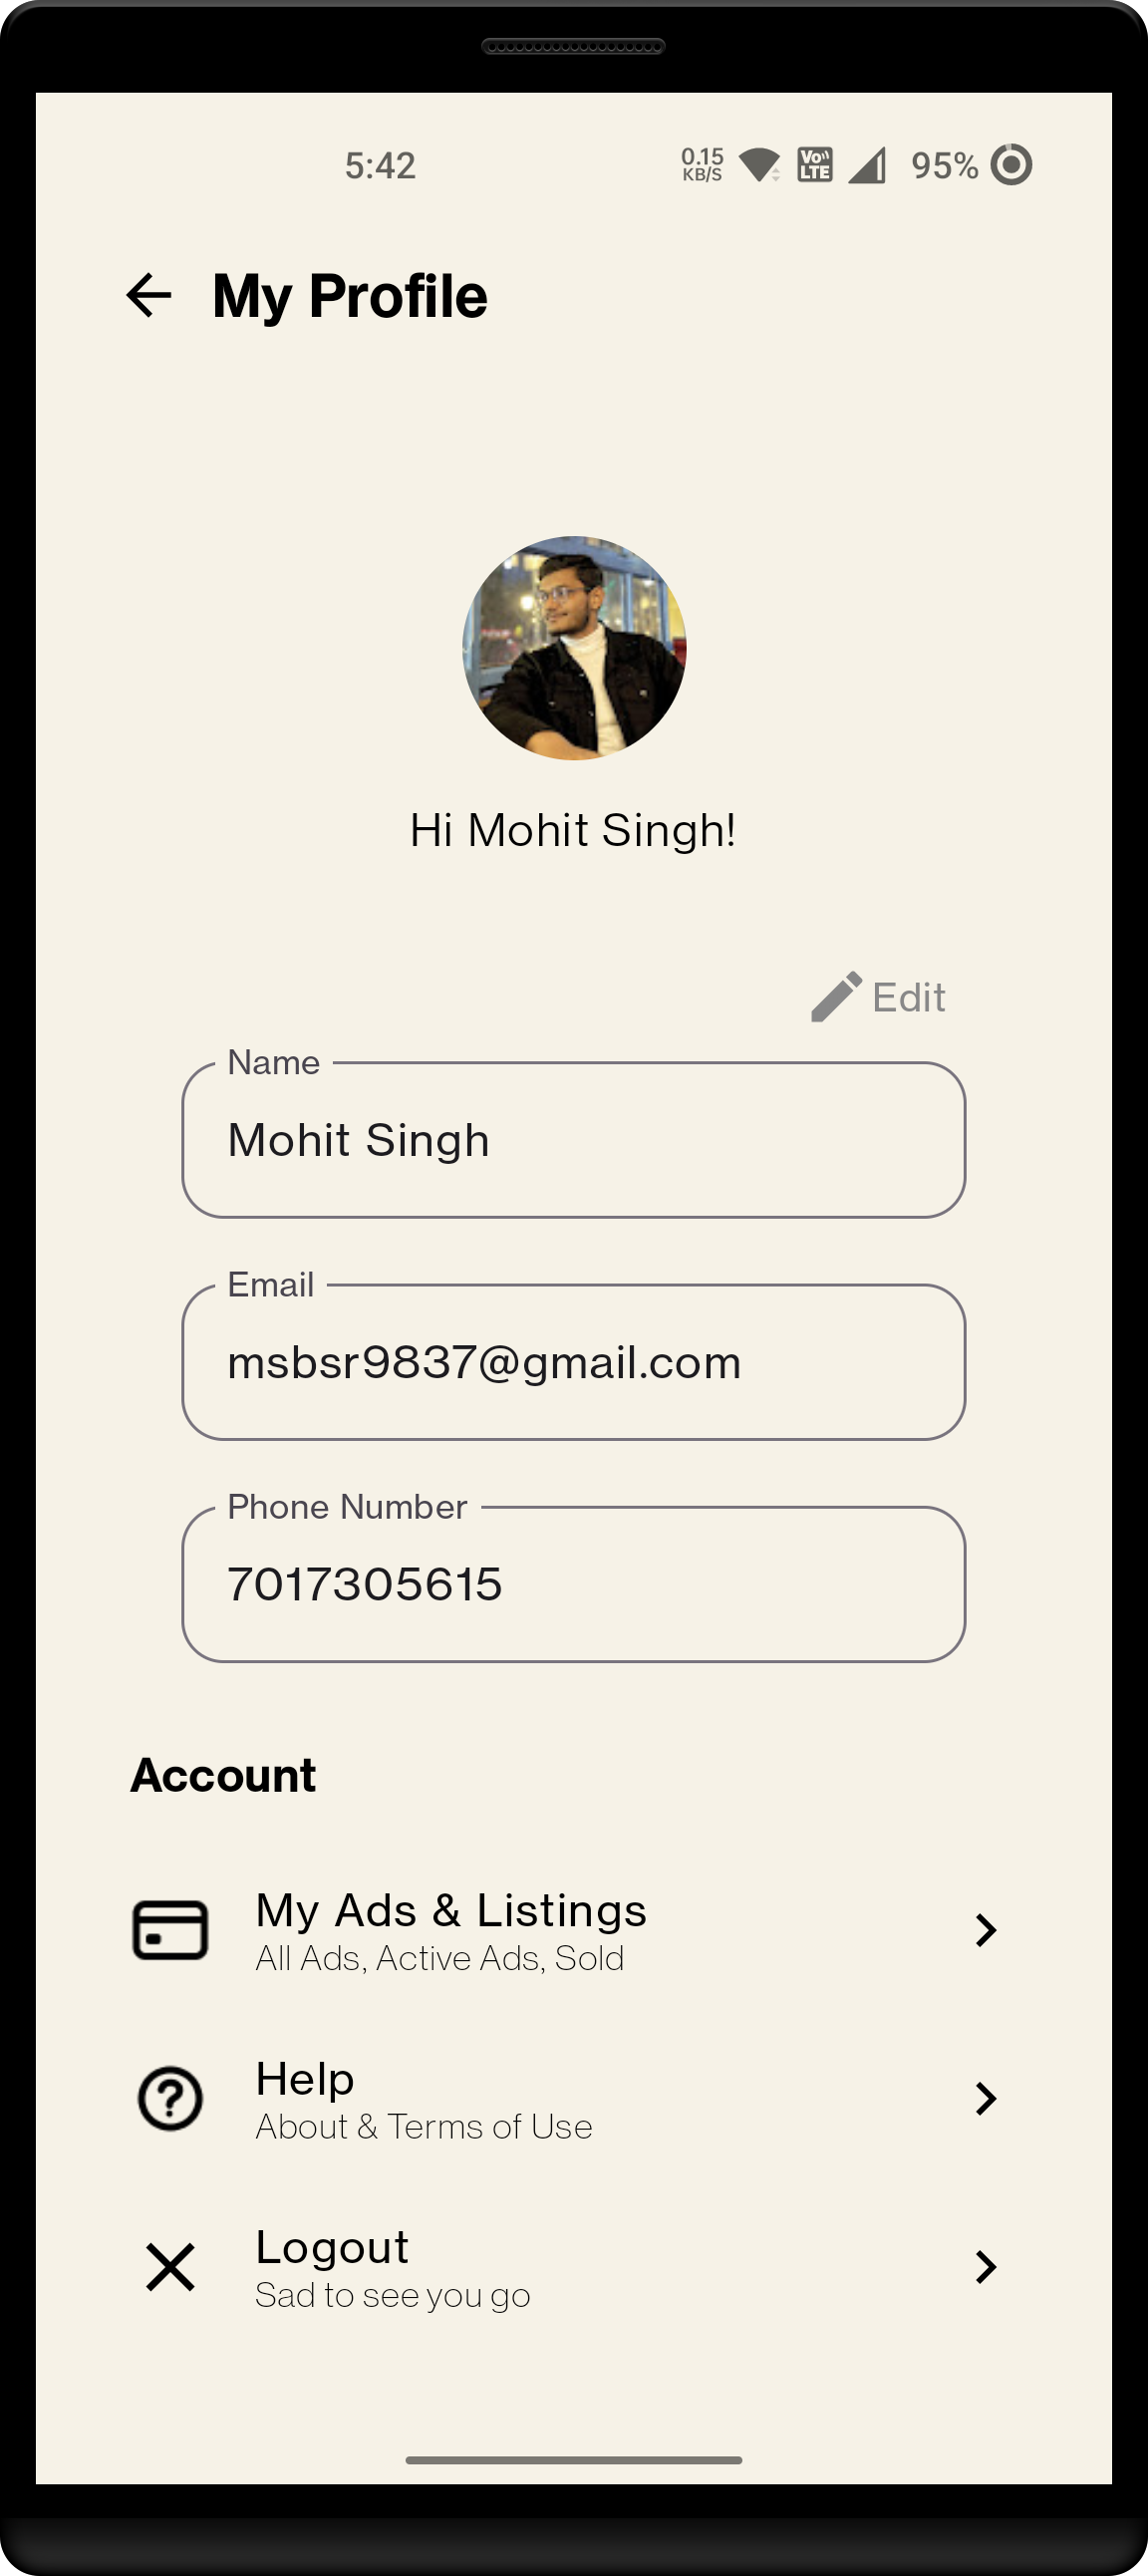 5:42
0.15
KB/S
Vo
LTE
95%
My Profile
Hi Mohit Singh!
Edit
Name
Mohit Singh
Email
msbsr9837@gmail.com
Phone Number
7017305615
Account
My Ads & Listings
All Ads, Active Ads, Sold
Help
About & Terms of Use
Logout
Sad to see you go